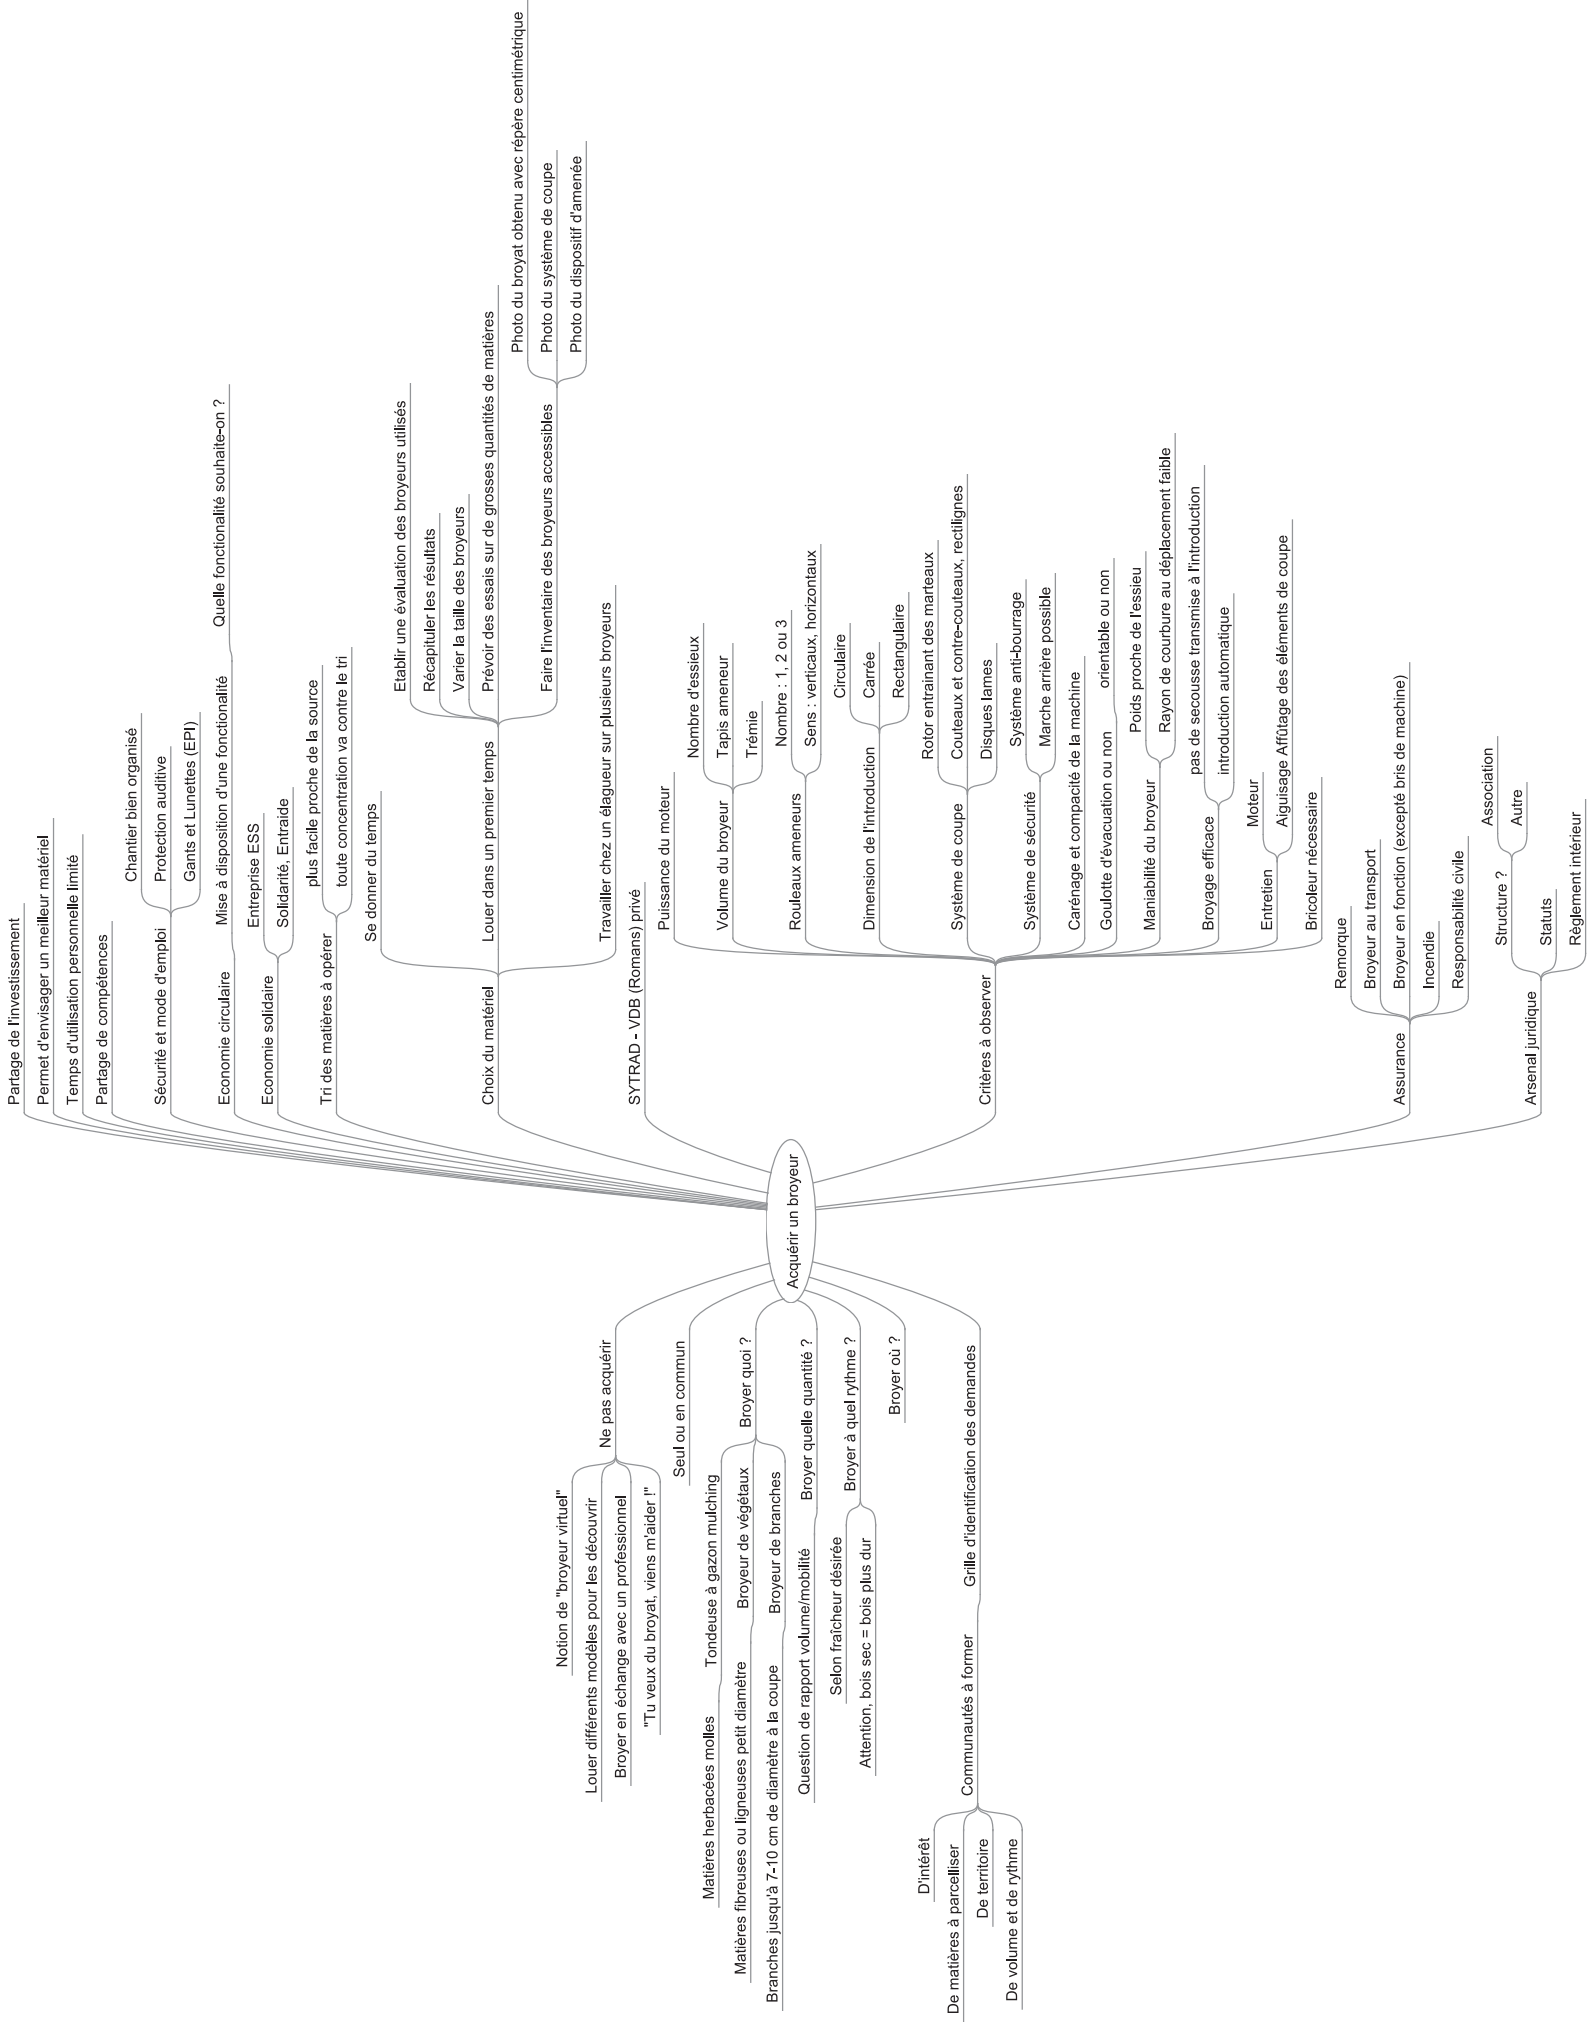 Acquérir un broyeur
Partage de l'investissement
Permet d'envisager un meilleur matériel
Temps d'utilisation personnelle limité
Partage de compétences
Sécurité et mode d'emploi
Chantier bien organisé
Protection auditive
Gants et Lunettes (EPI)
Economie circulaire
Mise à disposition d'une fonctionalité
Quelle fonctionalité souhaite-on ?
Economie solidaire
Entreprise ESS
Solidarité, Entraide
Tri des matières à opérer
plus facile proche de la source
toute concentration va contre le tri
Choix du matériel
Se donner du temps
Louer dans un premier temps
Etablir une évaluation des broyeurs utilisés
Récapituler les résultats
Varier la taille des broyeurs
Prévoir des essais sur de grosses quantités de matières
Faire l'inventaire des broyeurs accessibles
Photo du broyat obtenu avec répère centimétrique
Photo du système de coupe
Photo du dispositif d'amenée
Travailler chez un élagueur sur plusieurs broyeurs
SYTRAD - VDB (Romans) privé
Critères à observer
Puissance du moteur
Volume du broyeur
Nombre d'essieux
Tapis ameneur
Trémie
Rouleaux ameneurs
Nombre : 1, 2 ou 3
Sens : verticaux, horizontaux
Dimension de l'introduction
Circulaire
Carrée
Rectangulaire
Système de coupe
Rotor entrainant des marteaux
Couteaux et contre-couteaux, rectilignes
Disques lames
Système de sécurité
Système anti-bourrage
Marche arrière possible
Carénage et compacité de la machine
Goulotte d'évacuation ou non
orientable ou non
Maniabilité du broyeur
Poids proche de l'essieu
Rayon de courbure au déplacement faible
Broyage efficace
pas de secousse transmise à l'introduction
introduction automatique
Entretien
Moteur
Aiguisage Affûtage des éléments de coupe
Bricoleur nécessaire
Assurance
Remorque
Broyeur au transport
Broyeur en fonction (excepté bris de machine)
Incendie
Responsabilité civile
Arsenal juridique
Structure ?
Association
Autre
Statuts
Règlement intérieur
Ne pas acquérir
Notion de "broyeur virtuel"
Louer différents modèles pour les découvrir
Broyer en échange avec un professionnel
"Tu veux du broyat, viens m'aider !"
Seul ou en commun
Broyer quoi ?
Tondeuse à gazon mulching
Matières herbacées molles
Broyeur de végétaux
Matières fibreuses ou ligneuses petit diamètre
Broyeur de branches
Branches jusqu'à 7-10 cm de diamètre à la coupe
Broyer quelle quantité ?
Question de rapport volume/mobilité
Broyer à quel rythme ?
Selon fraîcheur désirée
Attention, bois sec = bois plus dur
Broyer où ?
Grille d'identification des demandes
Communautés à former
D'intérêt
De matières à parcelliser
De territoire
De volume et de rythme